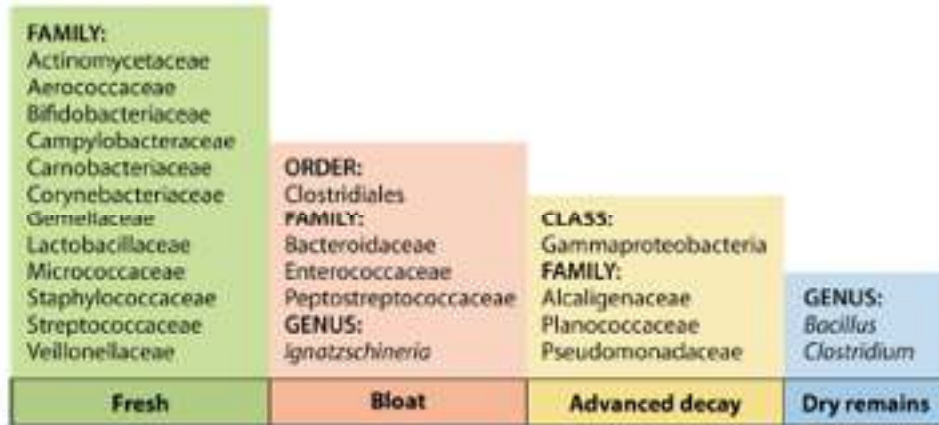 FAMILY:
Actinomycetaceae
Aerococcaceae
Bifidobacteriaceae
Campylobacteraceae
Carnobacteriaceae
Corynebacteriaceae
Gemellaceae
Lactobacillaceae
Micrococcaceae
Staphylococcaceae
Streptococcaceae
Veillonellaceae
Fresh
ORDER:
Clostridiales
FAMILY:
Bacteroidaceae
Enterococcaceae
Peptostreptococcaceae
GENUS:
Ignatzschineria
Bloat
CLASS:
Gammaproteobacteria
FAMILY:
Alcaligenaceae
Planococcaceae
Pseudomonadaceae
Advanced decay
GENUS:
Bacillus
Clostridium
Dry remains